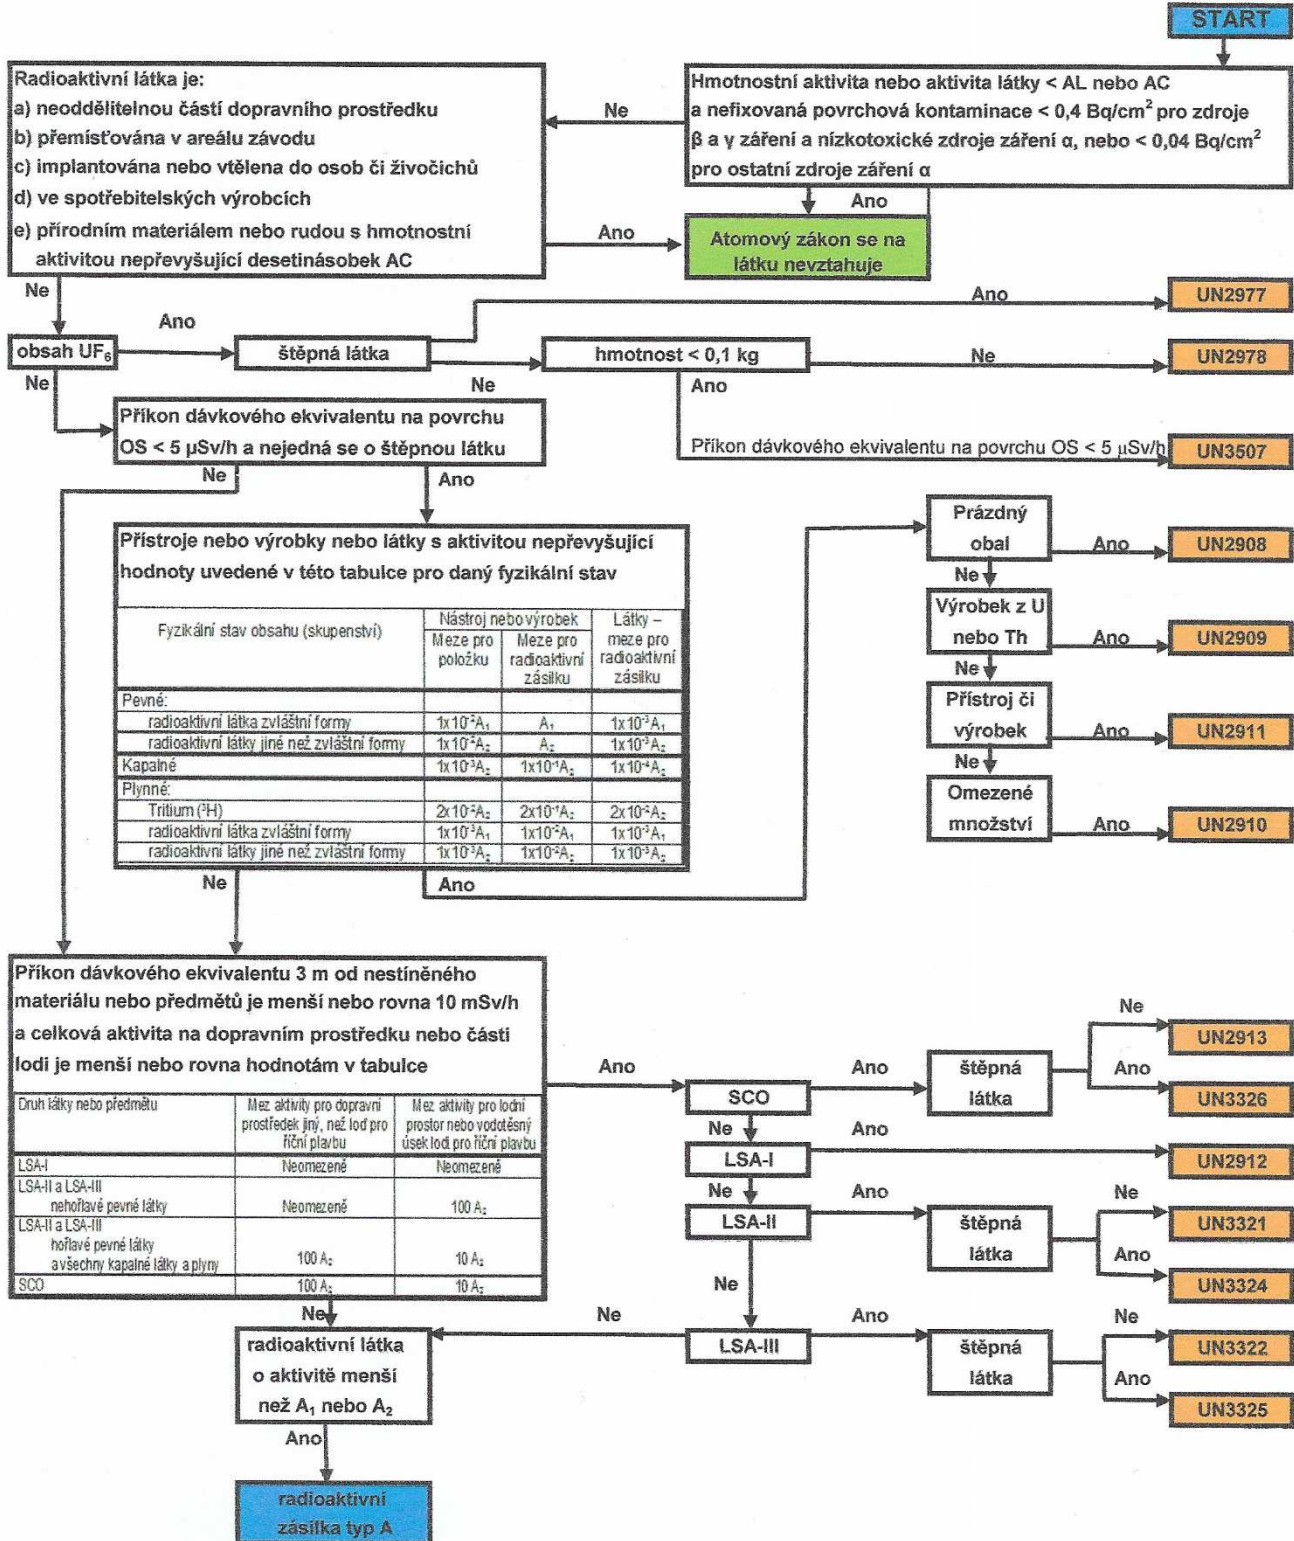 START
Hmotnostní aktivita nebo aktivita látky < AL nebo AC
a nefixovaná povrchová kontaminace < 0,4 Bq/cm² pro zdroje
β a γ záření a nízkotoxické zdroje záření α, nebo < 0,04 Bq/cm²
pro ostatní zdroje záření α
Ne
Ano
Radioaktivní látka je:
a) neoddělitelnou částí dopravního prostředku
b) přemísťována v areálu závodu
c) implantována nebo vtělena do osob či živočichů
d) ve spotřebitelských výrobcích
e) přírodním materiálem nebo rudou s hmotnostní
aktivitou nepřevyšující desetinásobek AC
Ano
Atomový zákon se na
látku nevztahuje
Ne
obsah UF₆
Ano
štěpná látka
Ano
UN2977
Ne
hmotnost < 0,1 kg
Ne
UN2978
Ano
Příkon dávkového ekvivalentu na povrchu OS < 5 μSv/h
UN3507
Ne
Příkon dávkového ekvivalentu na povrchu
OS < 5 μSv/h a nejedná se o štěpnou látku
Ne
Ano
Přístroje nebo výrobky nebo látky s aktivitou nepřevyšující
hodnoty uvedené v této tabulce pro daný fyzikální stav
Fyzikální stav obsahu (skupenství)
Nástroj nebo výrobek
Meze pro
položku
Meze pro
radioaktivní
zásilku
Látky –
meze pro
radioaktivní
zásilku
Pevné:
radioaktivní látka zvláštní formy 1x10⁻²A₁ A₁ 1x10⁻³A₁
radioaktivní látky jiné než zvláštní formy 1x10⁻²A₂ A₂ 1x10⁻³A₂
Kapalné 1x10⁻³A₂ 1x10⁻¹A₂ 1x10⁻⁴A₂
Plynné:
Tritium (³H) 2x10⁻²A₂ 2x10⁻¹A₂ 2x10⁻²A₂
radioaktivní látka zvláštní formy 1x10⁻³A₁ 1x10⁻²A₁ 1x10⁻³A₁
radioaktivní látky jiné než zvláštní formy 1x10⁻³A₂ 1x10⁻²A₂ 1x10⁻³A₂
Ne
Ano
Prázdný
obal
Ano
UN2908
Ne
Výrobek z U
nebo Th
Ano
UN2909
Ne
Přístroj či
výrobek
Ano
UN2911
Ne
Omezené
množství
Ano
UN2910
Příkon dávkového ekvivalentu 3 m od nestíněného
materiálu nebo předmětů je menší nebo rovna 10 mSv/h
a celková aktivita na dopravním prostředku nebo části
lodi je menší nebo rovna hodnotám v tabulce
Druh látky nebo předmětu
Mez aktivity pro dopravní
prostředek jiný, než loď pro
říční plavbu
Mez aktivity pro lodní
prostor nebo vodotěsný
úsek lodi pro říční plavbu
LSA-I Neomezeně Neomezeně
LSA-II a LSA-III
nehořlavé pevné látky Neomezeně 100 A₂
LSA-II a LSA-III
hořlavé pevné látky
a všechny kapalné látky a plyny 100 A₂ 10 A₂
SCO 100 A₂ 10 A₂
Ano
SCO
Ano
štěpná
látka
Ne
UN2913
Ano
UN3326
Ne
LSA-I
Ano
UN2912
Ne
LSA-II
Ano
štěpná
látka
Ne
UN3321
Ano
UN3324
Ne
LSA-III
Ano
štěpná
látka
Ne
UN3322
Ano
UN3325
Ne
Ne
radioaktivní látka
o aktivitě menší
než A₁ nebo A₂
Ano
radioaktivní
zásilka typ A